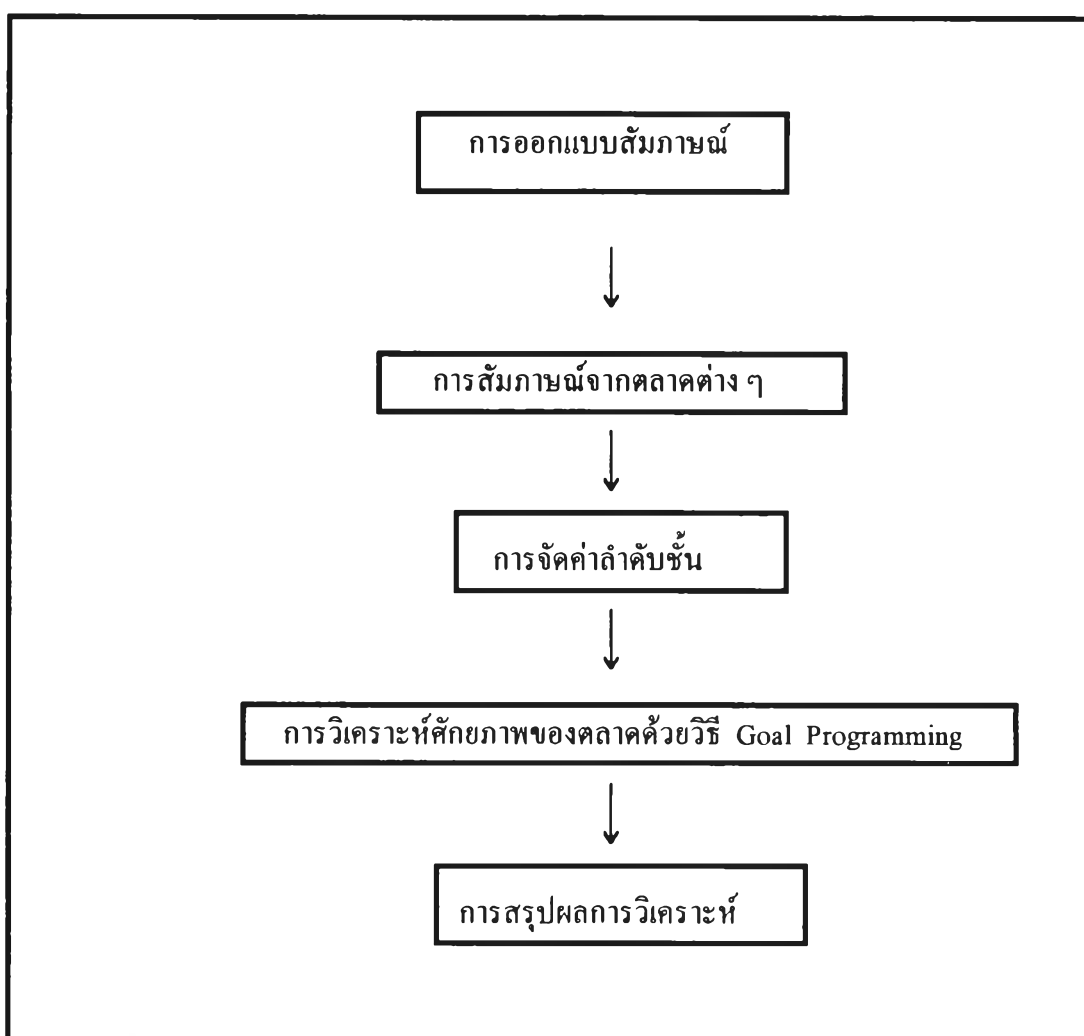 การออกแบบสัมภาษณ์
การสัมภาษณ์จากตลาดต่าง ๆ
การจัดค่าลำดับชั้น
การวิเคราะห์ศักยภาพของตลาดด้วยวิธี Goal Programming
การสรุปผลการวิเคราะห์